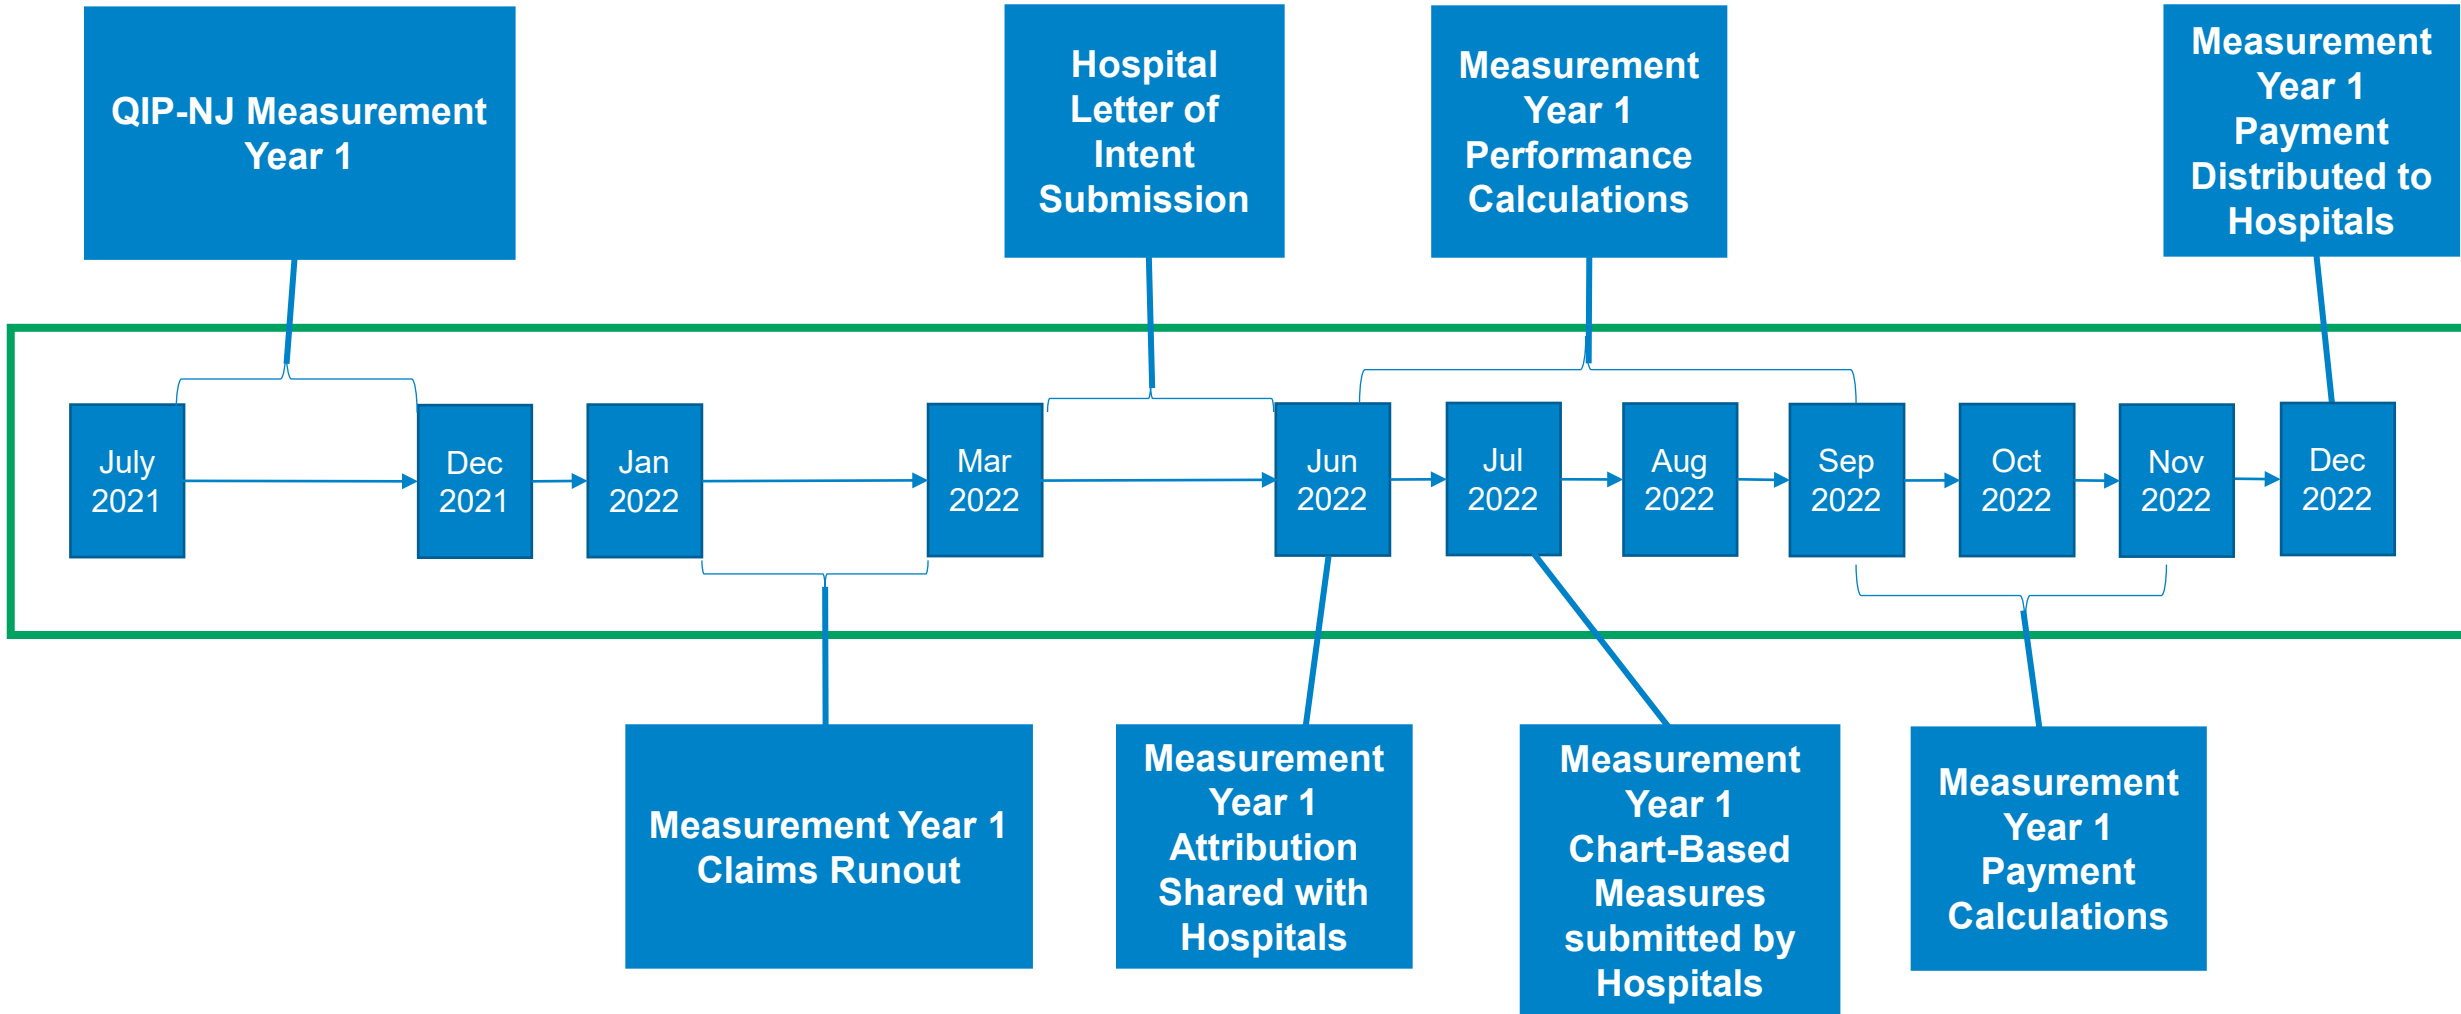 QIP-NJ Measurement
Year 1
Hospital
Letter of
Intent
Submission
Measurement
Year 1
Performance
Calculations
Measurement
Year 1
Payment
Distributed to
Hospitals
July
2021
Dec
2021
Jan
2022
Mar
2022
Jun
2022
Jul
2022
Aug
2022
Sep
2022
Oct
2022
Nov
2022
Dec
2022
Measurement Year 1
Claims Runout
Measurement
Year 1
Attribution
Shared with
Hospitals
Measurement
Year 1
Chart-Based
Measures
submitted by
Hospitals
Measurement
Year 1
Payment
Calculations